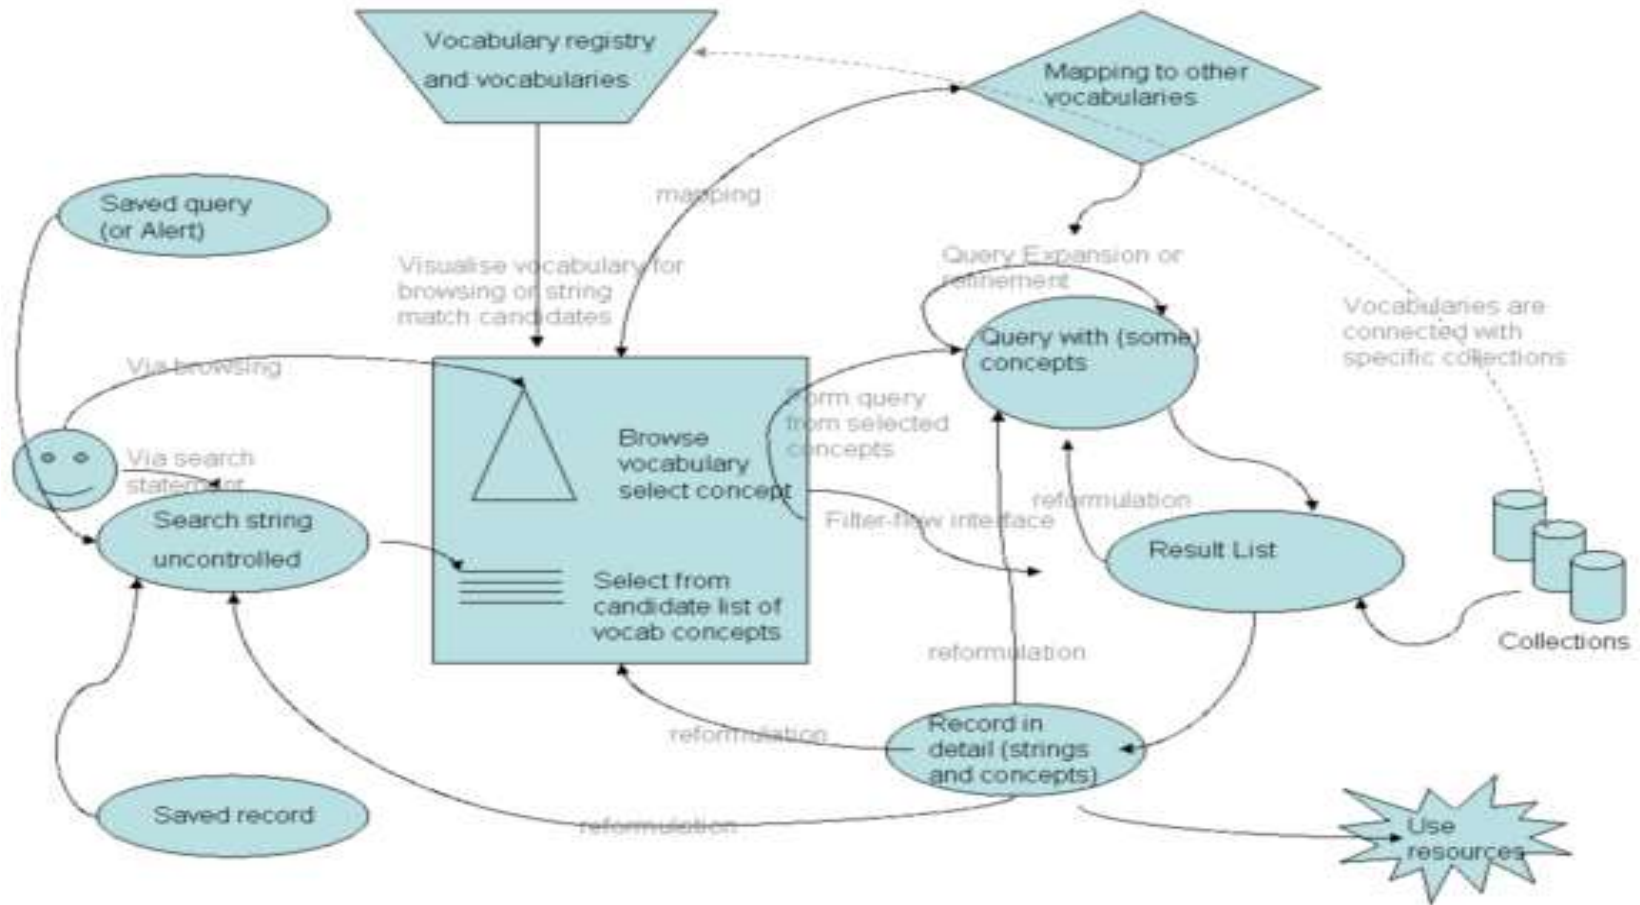 Vocabulary registry
and vocabularies
Mapping to other
vocabularies
mapping
Saved query
(or Alert)
Visualise vocabulary for
browsing or string
match candidates
Query Expansion or
refinement
Vocabularies are
connected with
specific collections
Query with (some)
concepts
Via browsing
Form query
from selected
concepts
Via search
statement
Browse
vocabulary
select concept
reformulation
Filter-flow interface
Search string
uncontrolled
Result List
Select from
candidate list of
vocab concepts
Collections
reformulation
Record in
detail (strings
and concepts)
reformulation
Saved record
reformulation
Use
resources